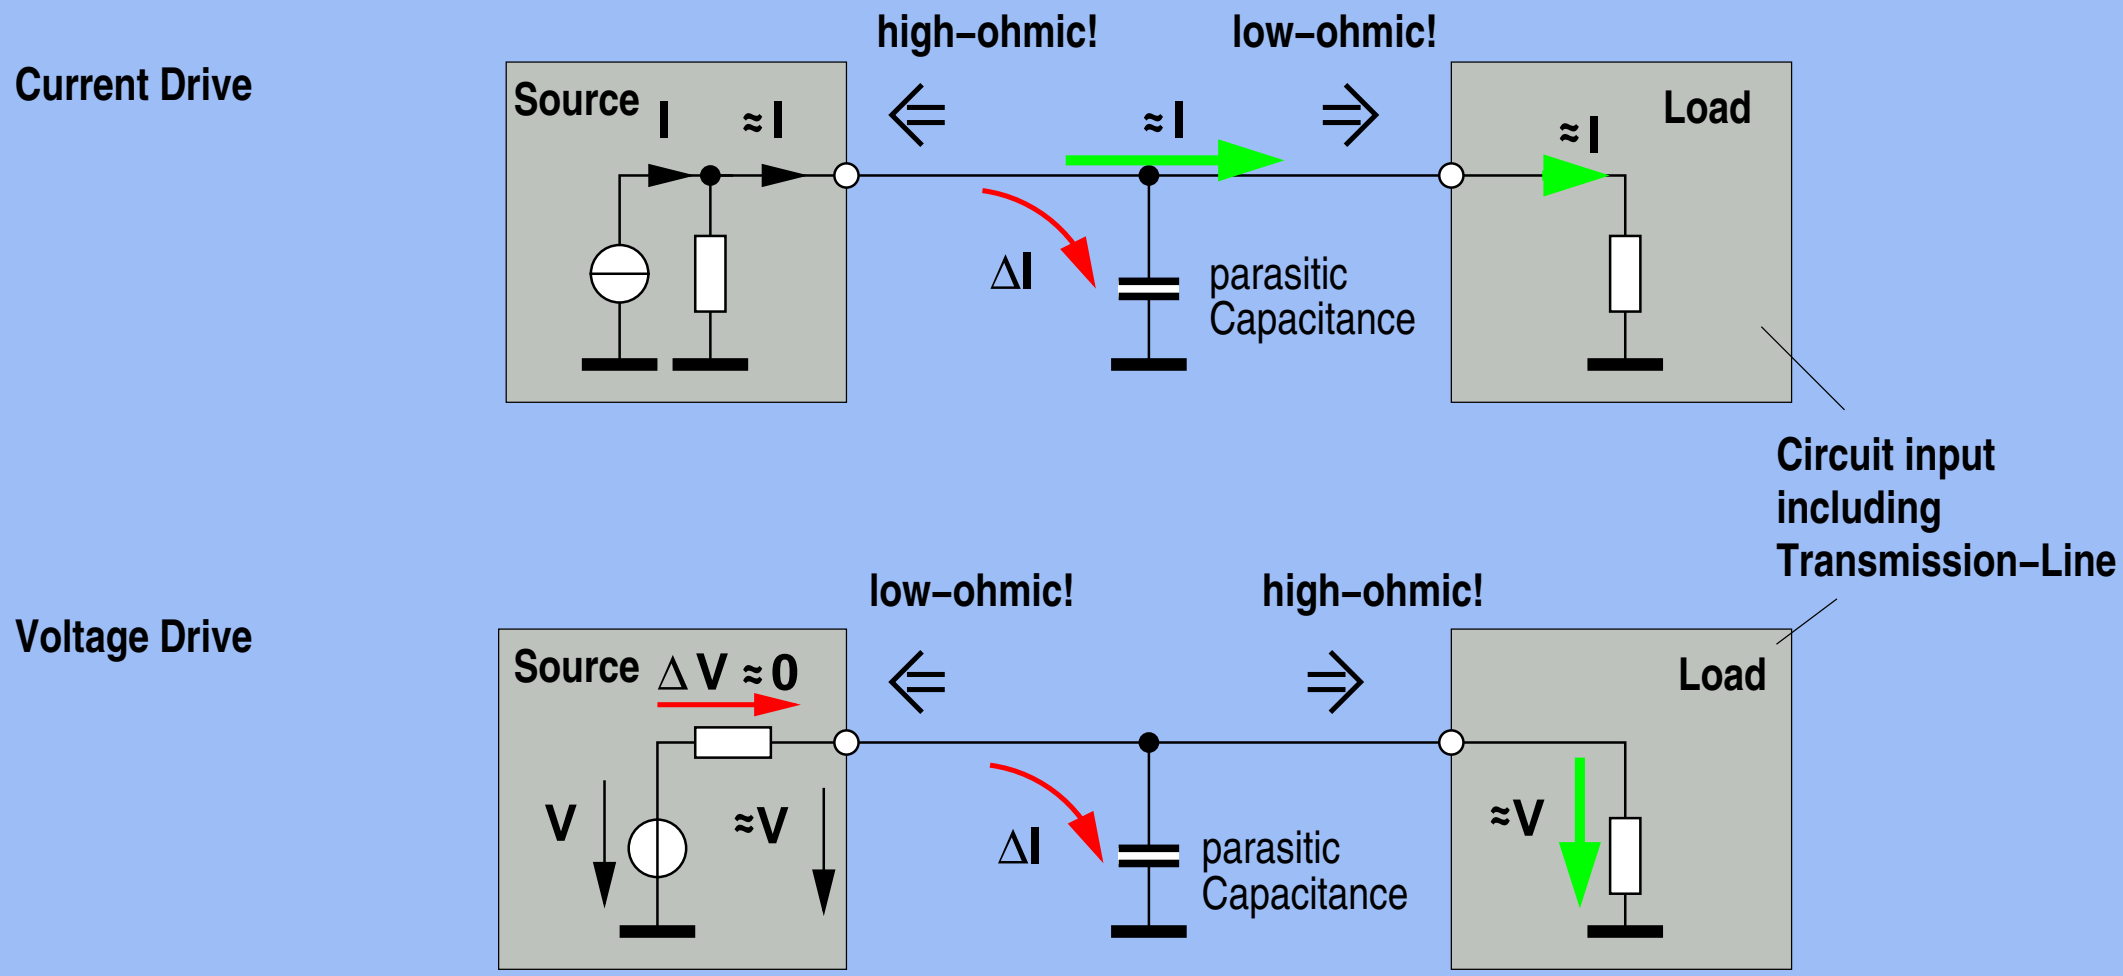 high–ohmic!
low–ohmic!
Current Drive
Source
I
≈ I
≈ I
≈ I
Load
ΔI
parasitic
Capacitance
Circuit input
including
Transmission–Line
low–ohmic!
high–ohmic!
Voltage Drive
Source
Δ V ≈ 0
Load
V
≈V
≈V
ΔI
parasitic
Capacitance